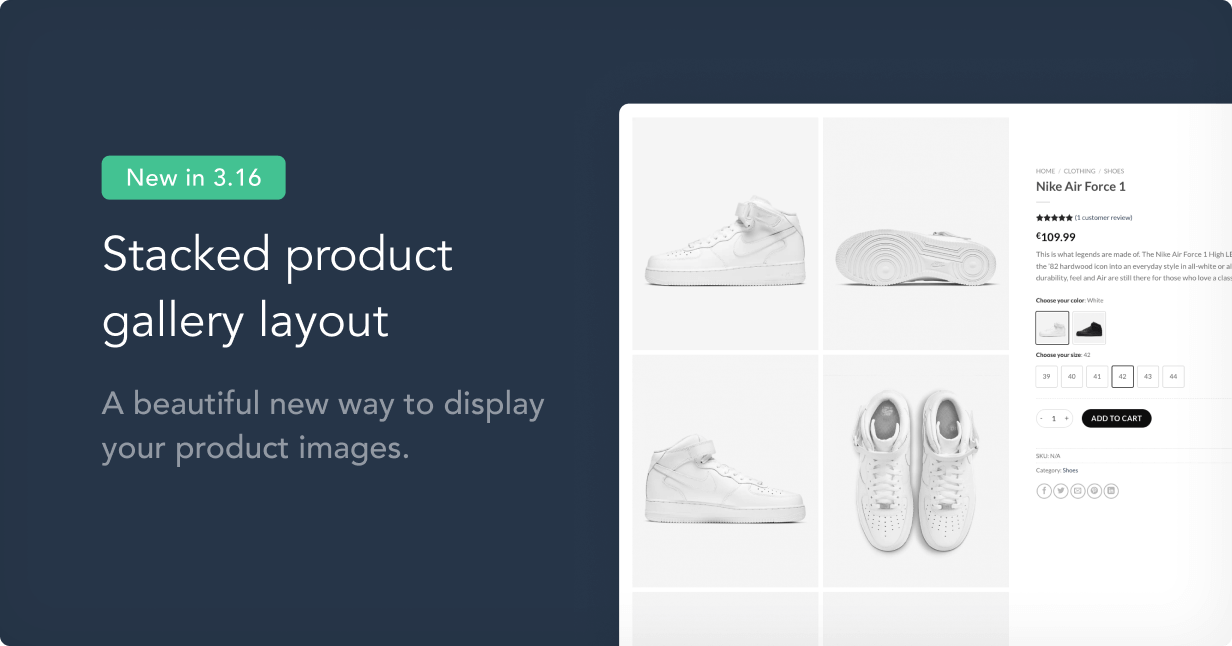 New in 3.16
Stacked product
gallery layout
A beautiful new way to display
your product images.
HOME / CLOTHING / SHOES
Nike Air Force 1
(1 customer review)
€109.99
This is what legends are made of. The Nike Air Force 1 High
the '82 hardwood icon into an everyday style in all-white or
durability, feel and Air are still there for those who love a
Choose your color: White
Choose your size: 42
39 40 41 42 43 44
- 1 + ADD TO CART
SKU: N/A
Category: Shoes